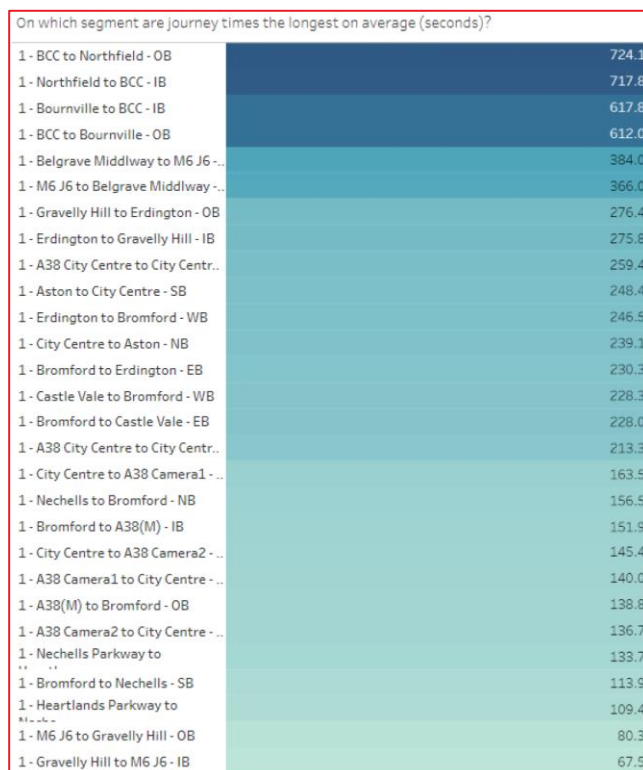 On which segment are journey times the longest on average (seconds)?
1 - BCC to Northfield - OB 724.1
1 - Northfield to BCC - IB 717.8
1 - Bournville to BCC - IB 617.8
1 - BCC to Bournville - OB 612.0
1 - Belgrave Middlway to M6 J6 -.. 384.0
1 - M6 J6 to Belgrave Middlway -.. 366.0
1 - Gravelly Hill to Erdington - OB 276.4
1 - Erdington to Gravelly Hill - IB 275.8
1 - A38 City Centre to City Centr.. 259.4
1 - Aston to City Centre - SB 248.4
1 - Erdington to Bromford - WB 246.5
1 - City Centre to Aston - NB 239.1
1 - Bromford to Erdington - EB 230.3
1 - Castle Vale to Bromford - WB 228.3
1 - Bromford to Castle Vale - EB 228.0
1 - A38 City Centre to City Centr.. 213.3
1 - City Centre to A38 Camera1 - .. 163.5
1 - Nechells to Bromford - NB 156.5
1 - Bromford to A38(M) - IB 151.9
1 - City Centre to A38 Camera2 - .. 145.4
1 - A38 Camera1 to City Centre - .. 140.0
1 - A38(M) to Bromford - OB 138.8
1 - A38 Camera2 to City Centre - .. 136.7
1 - Nechells Parkway to 133.7
1 - Bromford to Nechells - SB 113.9
1 - Heartlands Parkway to 109.4
1 - M6 J6 to Gravelly Hill - OB 80.3
1 - Gravelly Hill to M6 J6 - IB 67.5